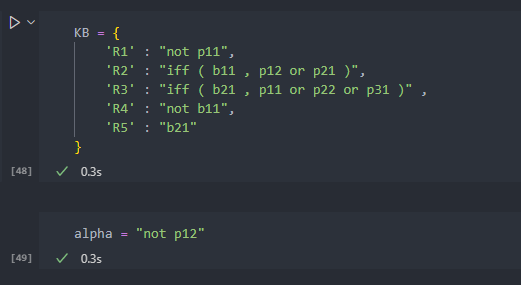 KB = {
'R1' : "not p11",
'R2' : "iff ( b11 , p12 or p21 )",
'R3' : "iff ( b21 , p11 or p22 or p31 )" ,
'R4' : "not b11",
'R5' : "b21"
}
[48] ✓ 0.3s
alpha = "not p12"
[49] ✓ 0.3s